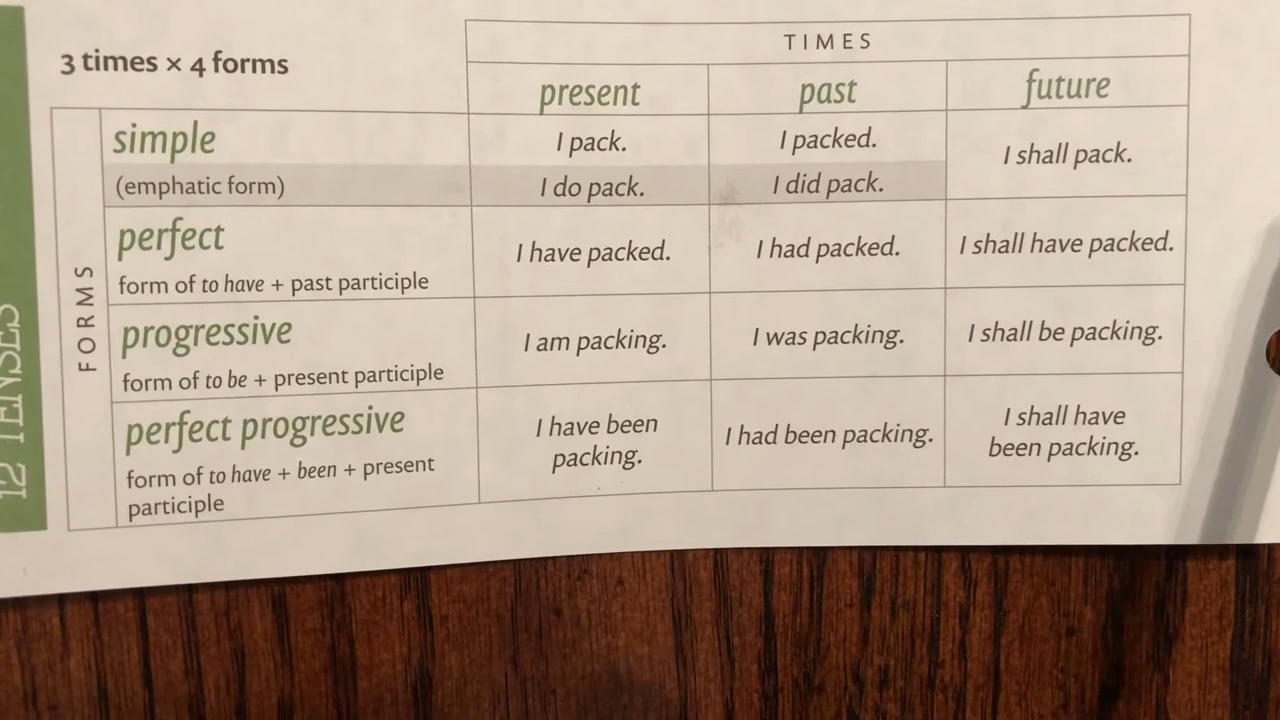 12 TENSES
3 times × 4 forms
TIMES
present past future
FORMS
simple I pack. I packed. I shall pack.
(emphatic form) I do pack. I did pack.
perfect
form of to have + past participle
I have packed. I had packed. I shall have packed.
progressive
form of to be + present participle
I am packing. I was packing. I shall be packing.
perfect progressive
form of to have + been + present
participle
I have been
packing.
I had been packing.
I shall have
been packing.